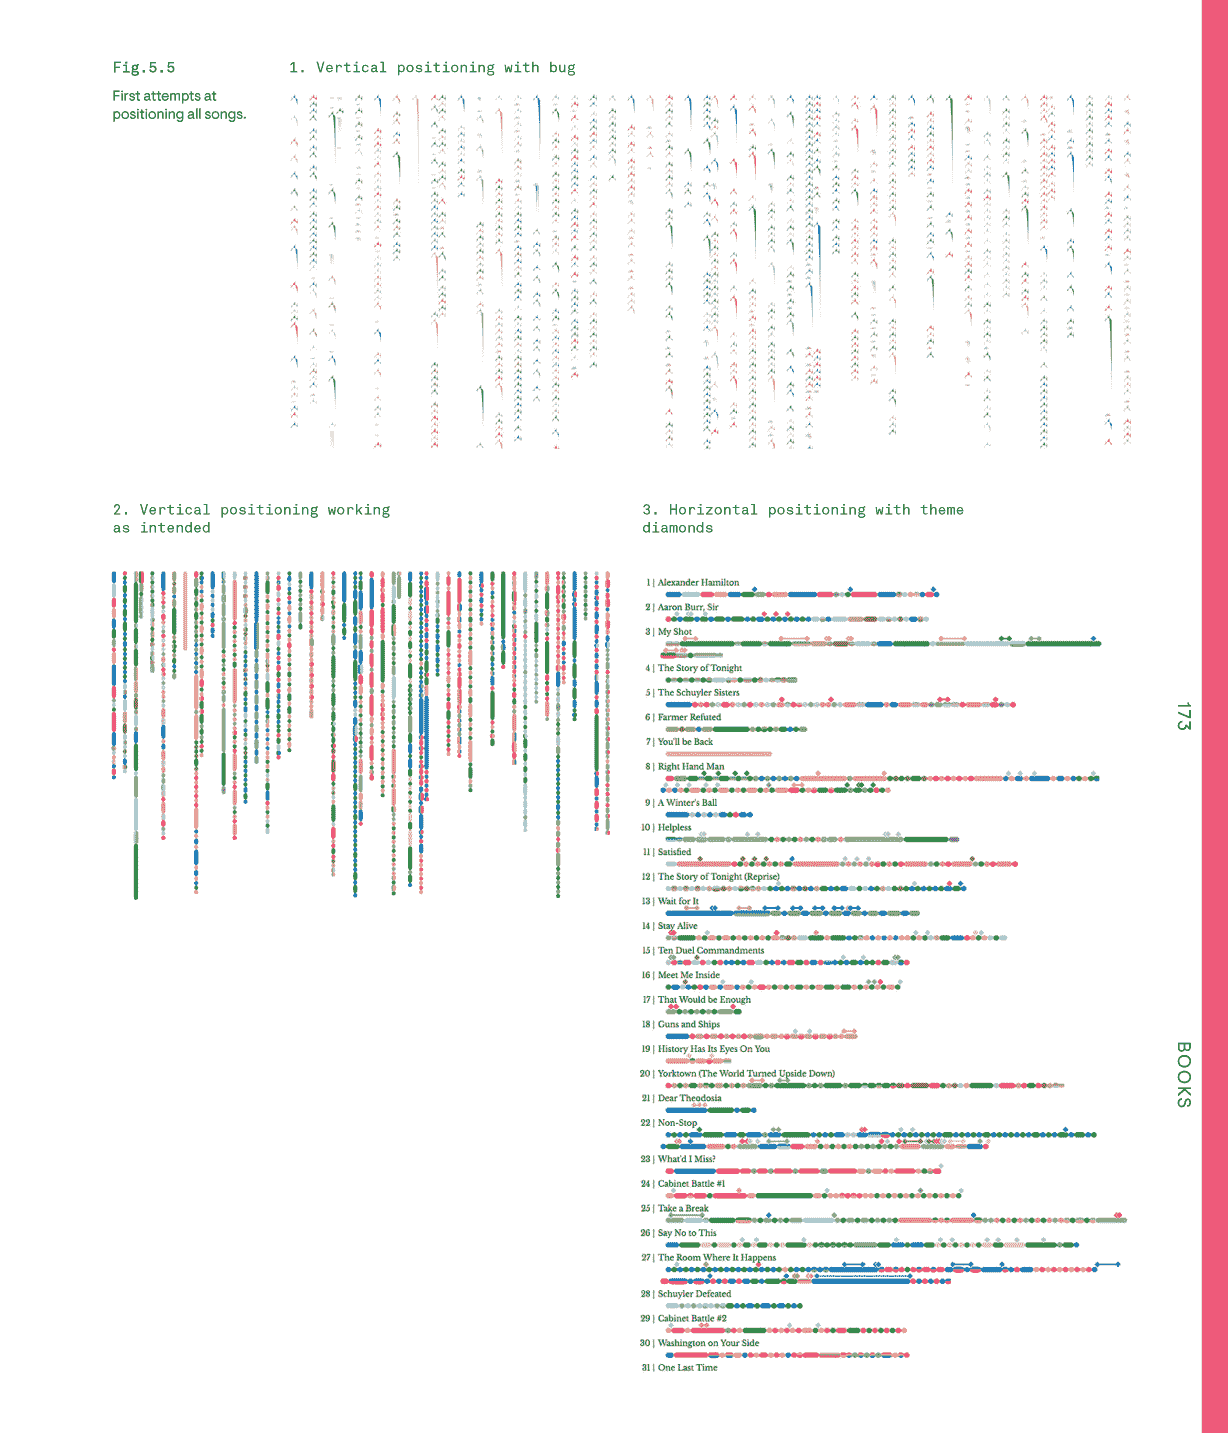 Fig.5.5
First attempts at
positioning all songs.
1. Vertical positioning with bug
2. Vertical positioning working
as intended
3. Horizontal positioning with theme
diamonds
1 | Alexander Hamilton
2 | Aaron Burr, Sir
3 | My Shot
4 | The Story of Tonight
5 | The Schuyler Sisters
6 | Farmer Refuted
7 | You'll be Back
8 | Right Hand Man
9 | A Winter's Ball
10 | Helpless
11 | Satisfied
12 | The Story of Tonight (Reprise)
13 | Wait for It
14 | Stay Alive
15 | Ten Duel Commandments
16 | Meet Me Inside
17 | That Would be Enough
18 | Guns and Ships
19 | History Has Its Eyes On You
20 | Yorktown (The World Turned Upside Down)
21 | Dear Theodosia
22 | Non-Stop
23 | What'd I Miss?
24 | Cabinet Battle #1
25 | Take a Break
26 | Say No to This
27 | The Room Where It Happens
28 | Schuyler Defeated
29 | Cabinet Battle #2
30 | Washington on Your Side
31 | One Last Time
173
BOOKS